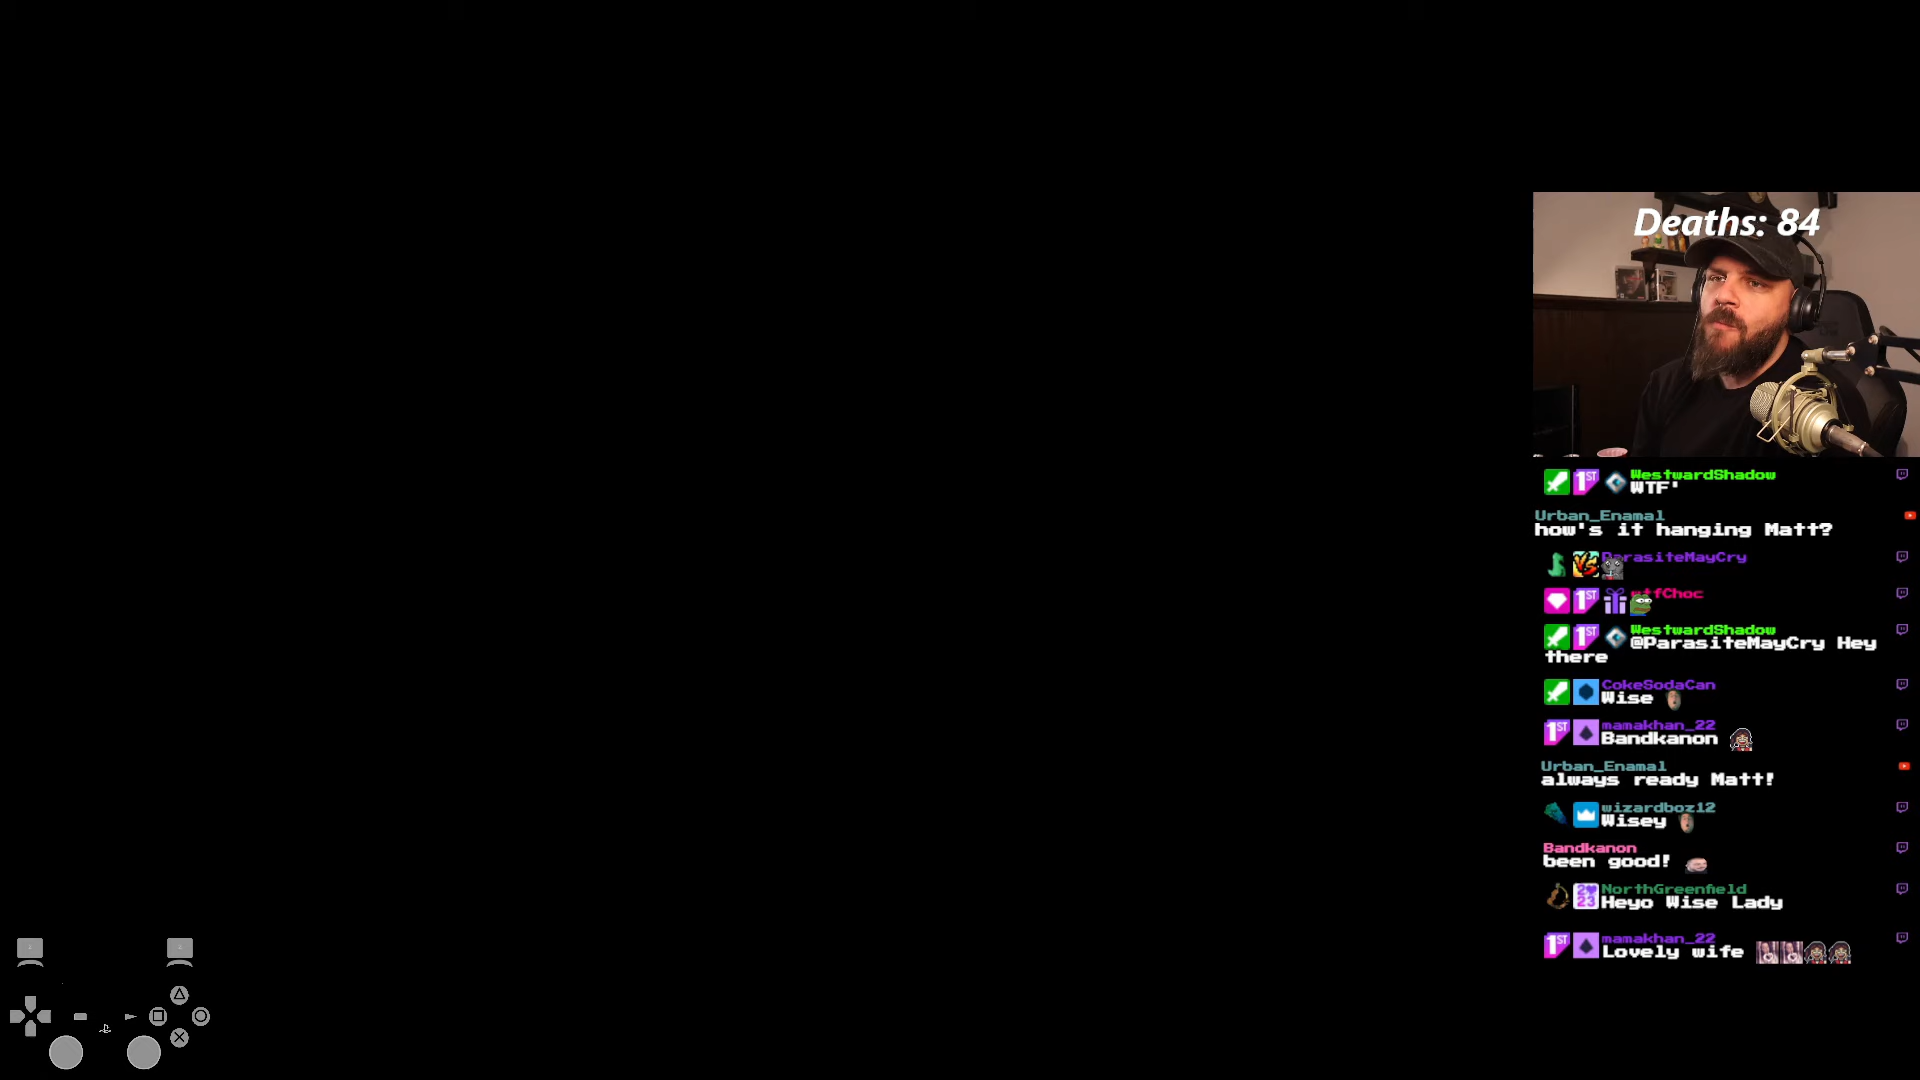 Deaths: 84
WestwardShadow
WTF'
Urban_Enamal
how's it hanging Matt?
ParasiteMayCry
WestwardShadow
@ParasiteMayCry Hey
there
CokeSodaCan
Wise
mamakhan_22
Bandkanon
Urban_Enamal
always ready Matt!
wizardboz12
Wisey
Bandkanon
been good!
NorthGreenfield
Heyo Wise Lady
mamakhan_22
Lovely wife